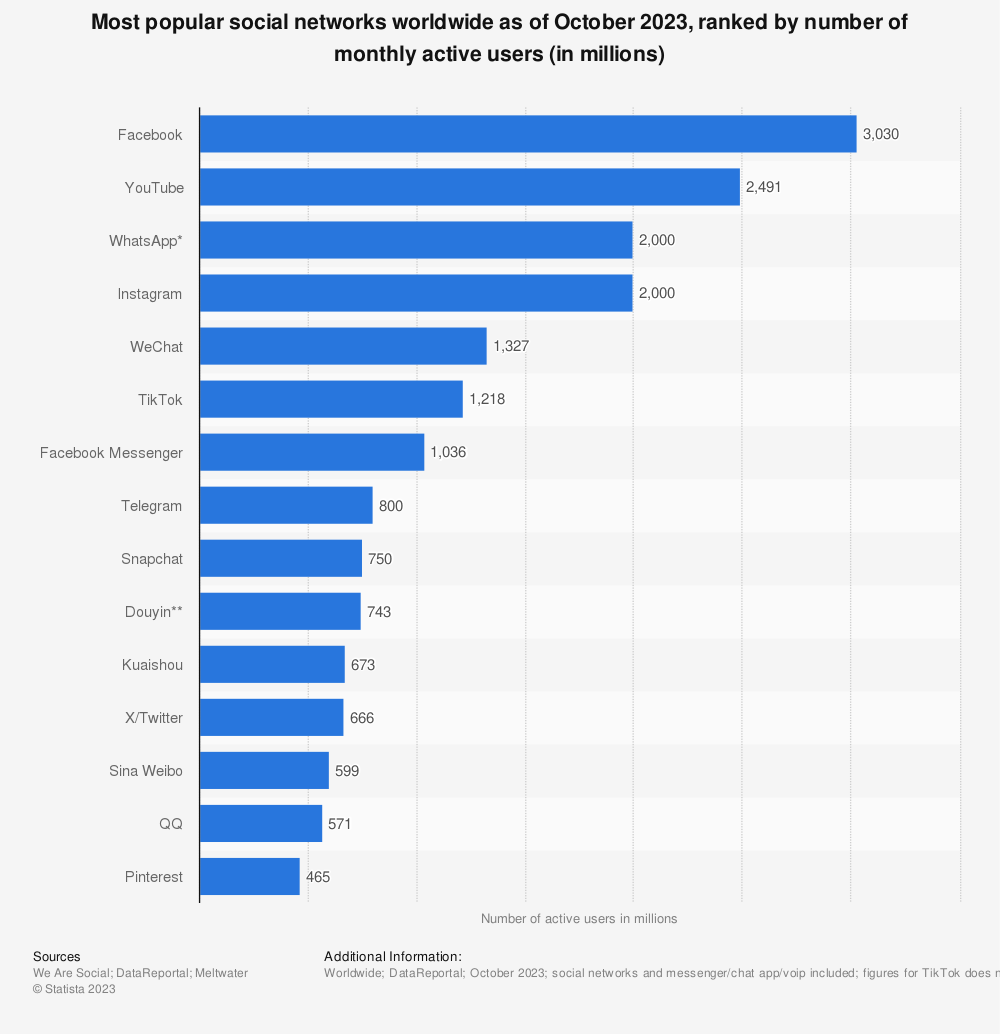 Most popular social networks worldwide as of October 2023, ranked by number of
monthly active users (in millions)
Facebook 3,030
YouTube 2,491
WhatsApp* 2,000
Instagram 2,000
WeChat 1,327
TikTok 1,218
Facebook Messenger 1,036
Telegram 800
Snapchat 750
Douyin** 743
Kuaishou 673
X/Twitter 666
Sina Weibo 599
QQ 571
Pinterest 465
Number of active users in millions
Sources
We Are Social; DataReportal; Meltwater
© Statista 2023
Additional Information:
Worldwide; DataReportal; October 2023; social networks and messenger/chat app/voip included; figures for TikTok does